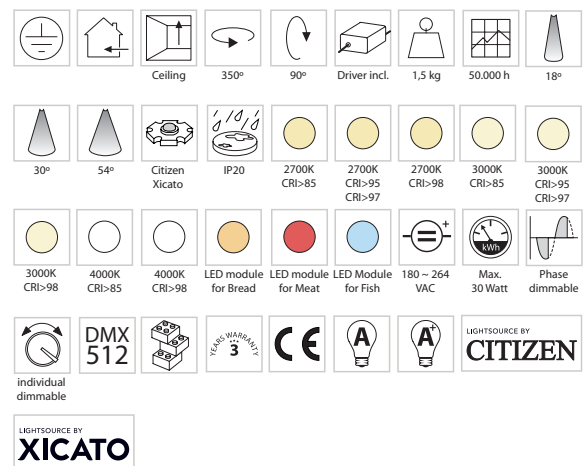 Ceiling
350º
90º
Driver incl.
1,5 kg
50.000 h
18º
30º
54º
Citizen
Xicato
IP20
2700K
CRI>85
2700K
CRI>95
CRI>97
2700K
CRI>98
3000K
CRI>85
3000K
CRI>95
CRI>97
3000K
CRI>98
4000K
CRI>85
4000K
CRI>98
LED module
for Bread
LED module
for Meat
LED Module
for Fish
180 ~ 264
VAC
kWh
Max.
30 Watt
Phase
dimmable
individual
dimmable
DMX
512
YEARS WARRANTY
3
CE
A
A+
LIGHTSOURCE BY
CITIZEN
LIGHTSOURCE BY
XICATO